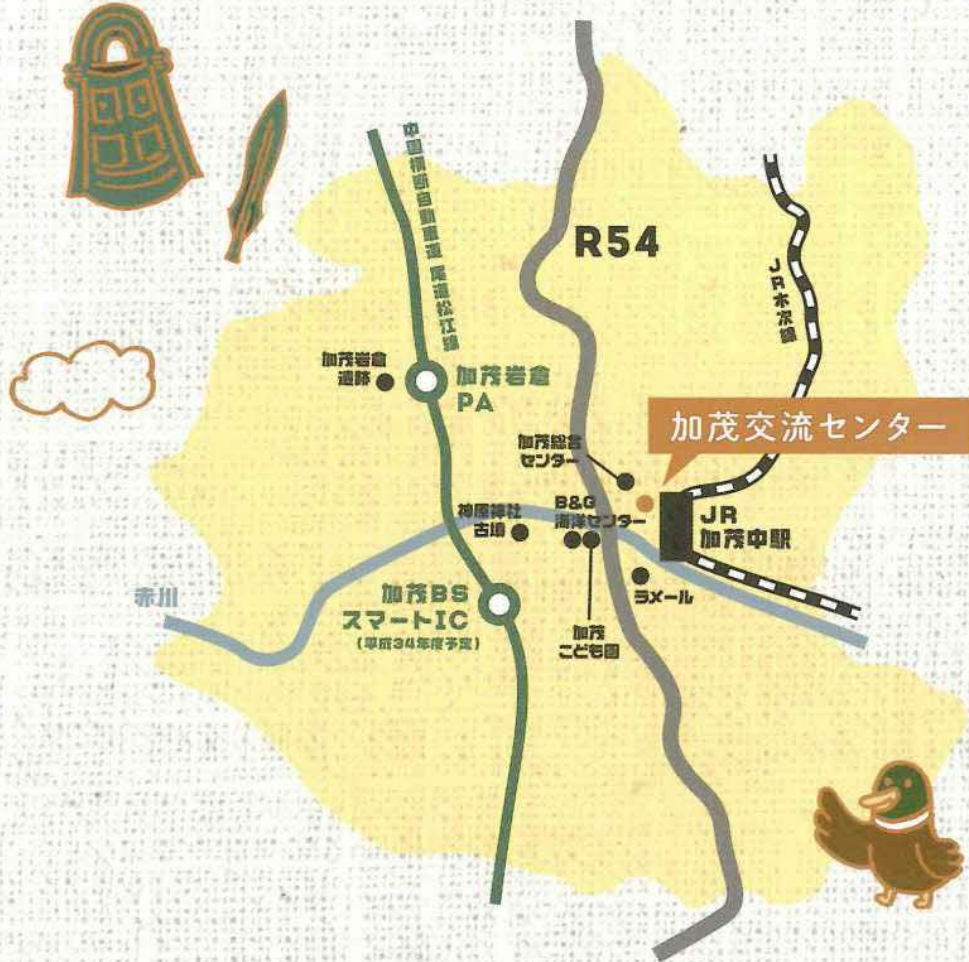 中国横断自動車道 尾道松江線
R54
JR木次線
加茂岩倉
遺跡
加茂岩倉
PA
加茂交流センター
加茂総合
センター
B&G
海洋センター
神原神社
古墳
JR
加茂中駅
赤川
加茂BS
スマートIC
(平成34年度予定)
ラメール
加茂
こども園